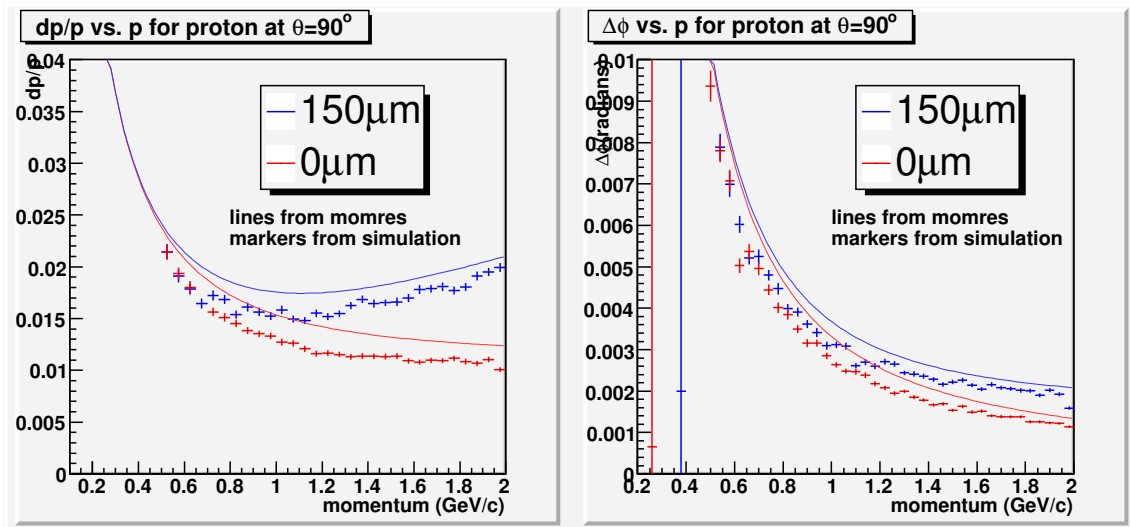 dp/p vs. p for proton at θ=90°
dp/p
0.04
0.035
0.03
0.025
0.02
0.015
0.01
0.005
0
150μm
0μm
lines from momres
markers from simulation
0.2 0.4 0.6 0.8 1 1.2 1.4 1.6 1.8 2
momentum (GeV/c)
Δϕ vs. p for proton at θ=90°
Δϕ(radians)
0.01
0.009
0.008
0.007
0.006
0.005
0.004
0.003
0.002
0.001
0
150μm
0μm
lines from momres
markers from simulation
0.2 0.4 0.6 0.8 1 1.2 1.4 1.6 1.8 2
momentum (GeV/c)